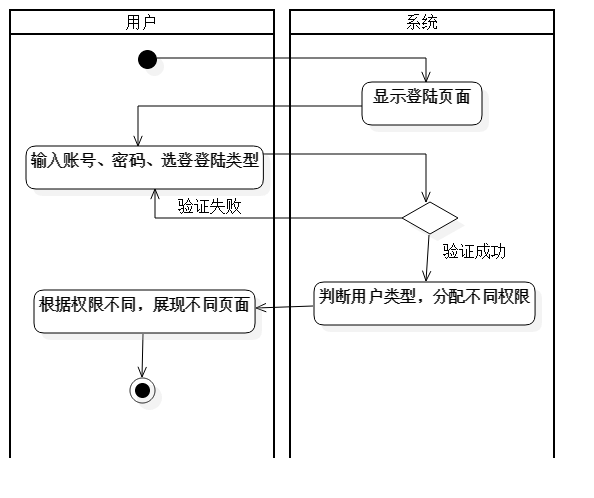 用户
系统
显示登陆页面
输入账号、密码、选登登陆类型
验证失败
验证成功
判断用户类型，分配不同权限
根据权限不同，展现不同页面